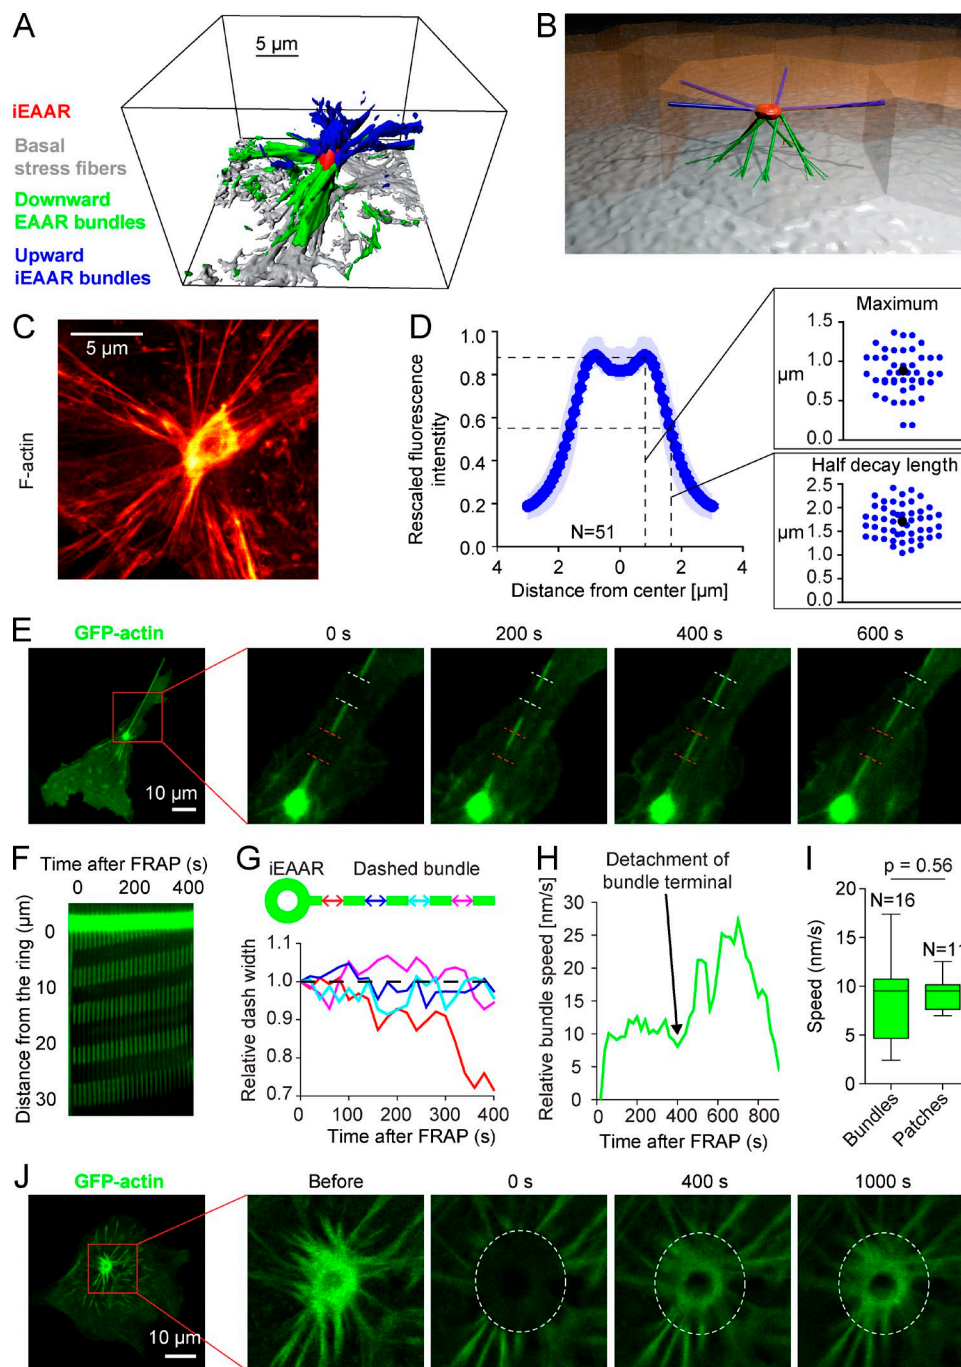 A
5 µm
iEAAR
Basal
stress fibers
Downward
EAAR bundles
Upward
iEAAR bundles
B
C
5 µm
F-actin
D
Rescaled fluorescence
intenstity
1.0
0.8
0.6
0.4
0.2
0.0
N=51
4 2 0 2 4
Distance from center [µm]
Maximum
µm
1.5
1.0
0.5
0.0
Half decay length
µm
2.5
2.0
1.5
1.0
0.5
0.0
E
GFP-actin
10 µm
0 s
200 s
400 s
600 s
F
Time after FRAP (s)
0 200 400
Distance from the ring (µm)
0
10
20
30
G
iEAAR
Dashed bundle
Relative dash width
1.1
1.0
0.9
0.8
0.7
0 100 200 300 400
Time after FRAP (s)
H
Detachment of
bundle terminal
Relative bundle speed [nm/s]
35
30
25
20
15
10
5
0
0 200 400 600 800
Time after FRAP (s)
I
p = 0.56
Speed (nm/s)
20
15
10
5
0
N=16
N=11
Bundles
Patches
J
GFP-actin
10 µm
Before
0 s
400 s
1000 s